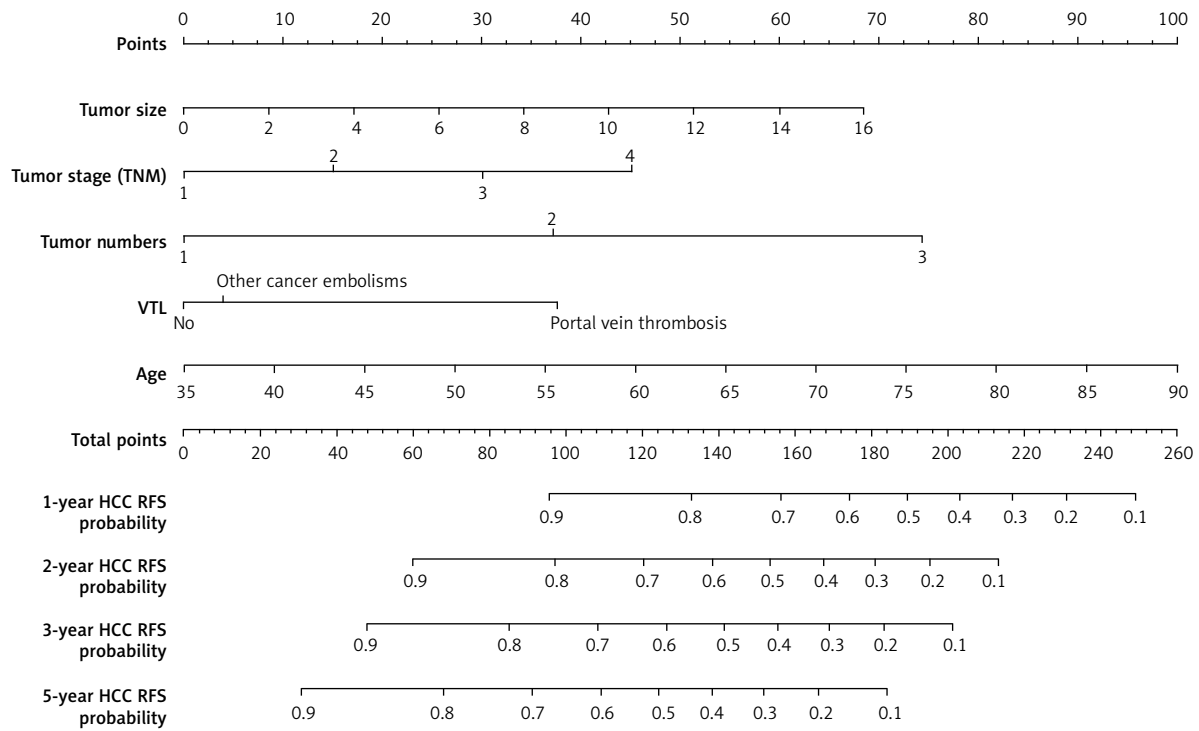 0 10 20 30 40 50 60 70 80 90 100
Points
Tumor size
0 2 4 6 8 10 12 14 16
2 4
Tumor stage (TNM)
1 3
2
Tumor numbers
1 3
Other cancer embolisms
VTL
No Portal vein thrombosis
Age
35 40 45 50 55 60 65 70 75 80 85 90
Total points
0 20 40 60 80 100 120 140 160 180 200 220 240 260
1-year HCC RFS
probability
0.9 0.8 0.7 0.6 0.5 0.4 0.3 0.2 0.1
2-year HCC RFS
probability
0.9 0.8 0.7 0.6 0.5 0.4 0.3 0.2 0.1
3-year HCC RFS
probability
0.9 0.8 0.7 0.6 0.5 0.4 0.3 0.2 0.1
5-year HCC RFS
probability
0.9 0.8 0.7 0.6 0.5 0.4 0.3 0.2 0.1